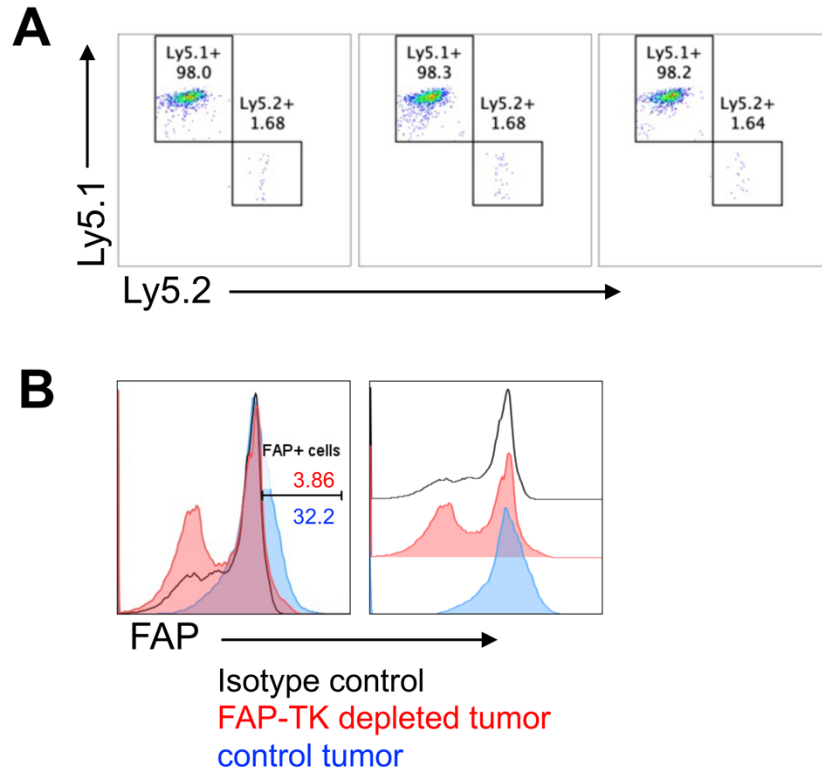 A
Ly5.1+
98.0
Ly5.2+
1.68
Ly5.1+
98.3
Ly5.2+
1.68
Ly5.1+
98.2
Ly5.2+
1.64
Ly5.1
Ly5.2
B
FAP+ cells
3.86
32.2
FAP
Isotype control
FAP-TK depleted tumor
control tumor